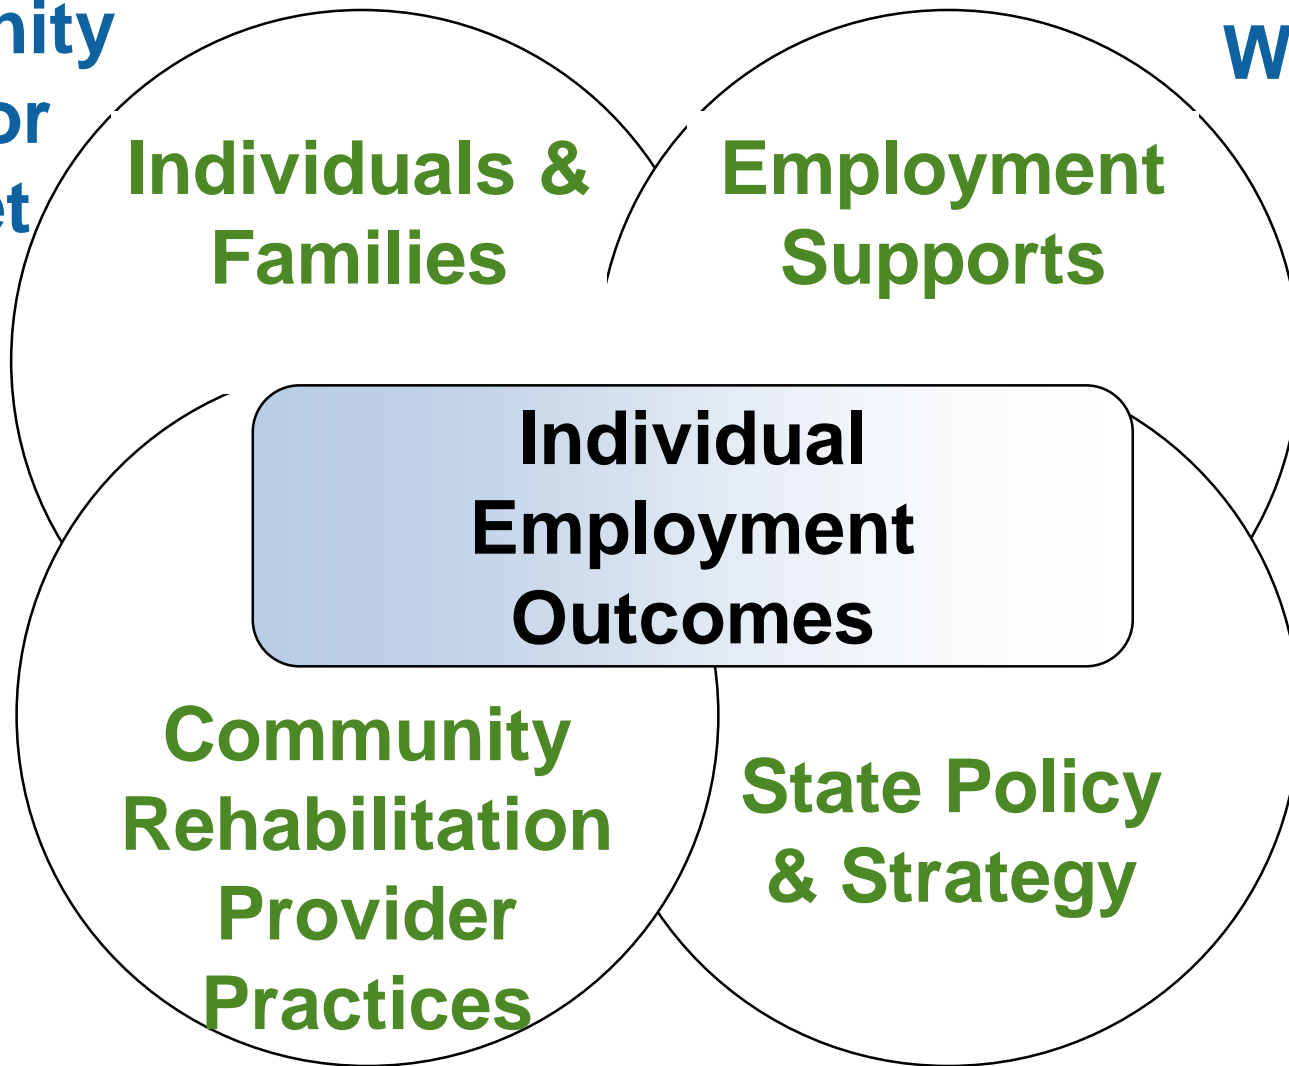 Individuals &
Families
Employment
Supports
Individual
Employment
Outcomes
Community
Rehabilitation
Provider
Practices
State Policy
& Strategy